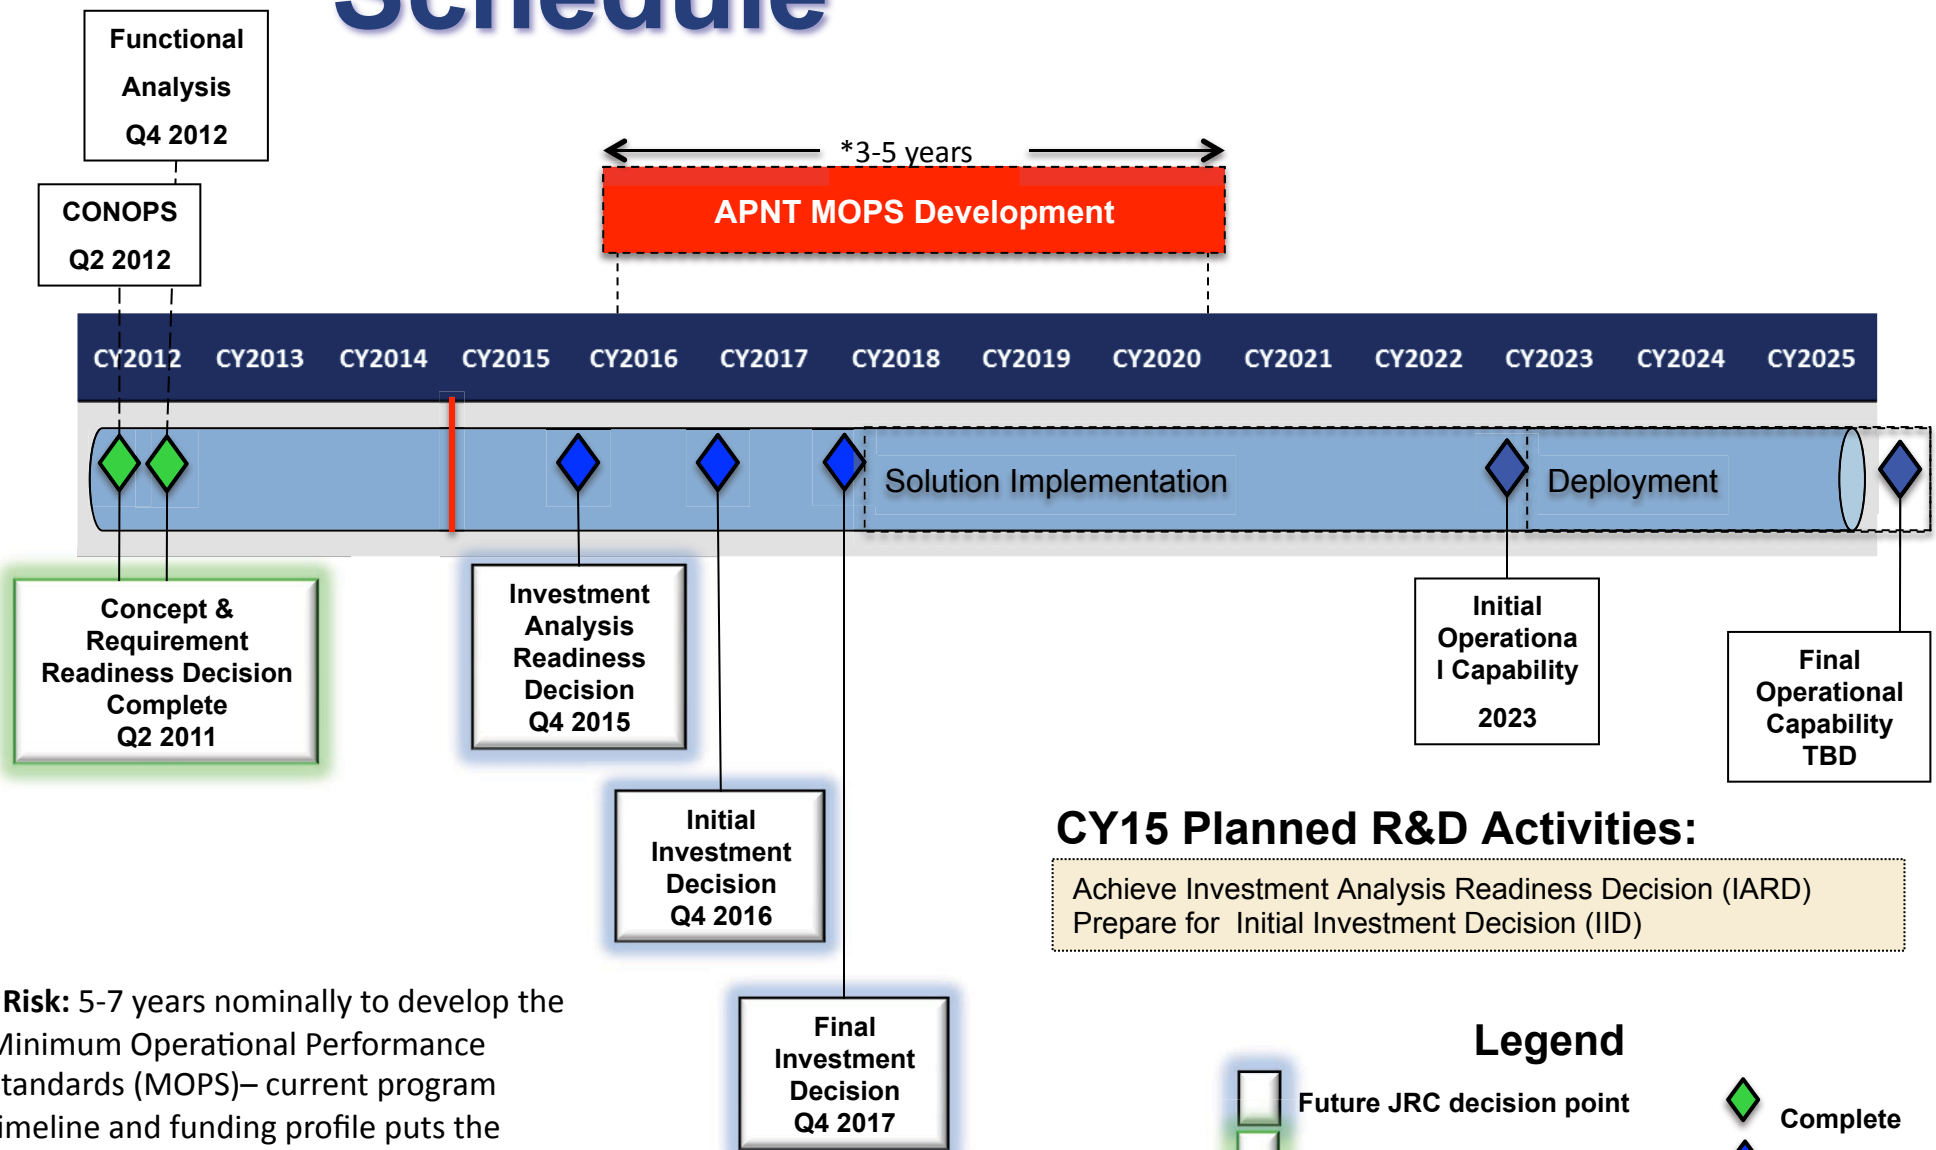 Schedule
Functional
Analysis
Q4 2012
CONOPS
Q2 2012
*3-5 years
APNT MOPS Development
CY2012 CY2013 CY2014 CY2015 CY2016 CY2017 CY2018 CY2019 CY2020 CY2021 CY2022 CY2023 CY2024 CY2025
Solution Implementation
Deployment
Concept &
Requirement
Readiness Decision
Complete
Q2 2011
Investment
Analysis
Readiness
Decision
Q4 2015
Initial
Investment
Decision
Q4 2016
Final
Investment
Decision
Q4 2017
Initial
Operationa
l Capability
2023
Final
Operational
Capability
TBD
CY15 Planned R&D Activities:
Achieve Investment Analysis Readiness Decision (IARD)
Prepare for  Initial Investment Decision (IID)
Risk: 5-7 years nominally to develop the
Minimum Operational Performance
tandards (MOPS)– current program
imeline and funding profile puts the
Legend
Future JRC decision point
Complete